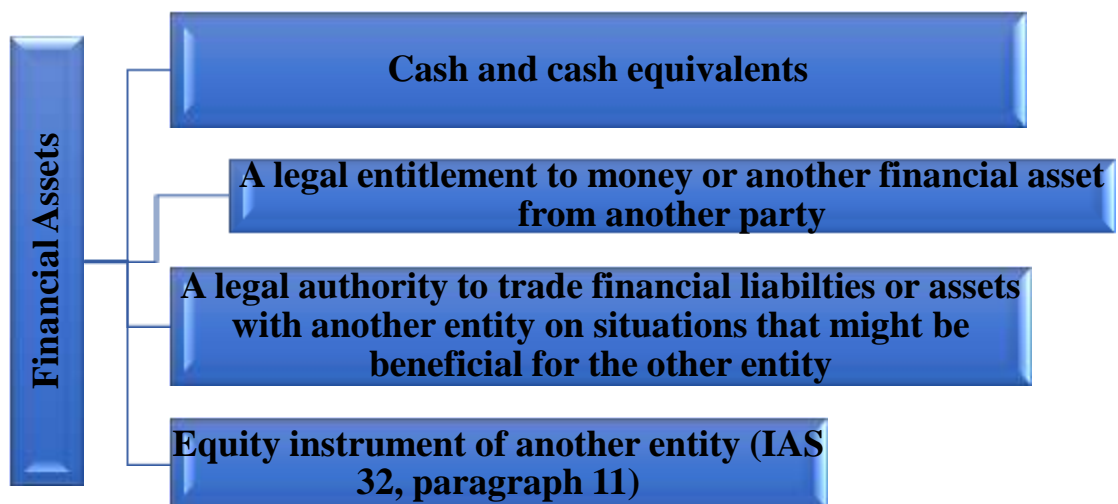 Financial Assets
Cash and cash equivalents
A legal entitlement to money or another financial asset
from another party
A legal authority to trade financial liabilties or assets
with another entity on situations that might be
beneficial for the other entity
Equity instrument of another entity (IAS
32, paragraph 11)